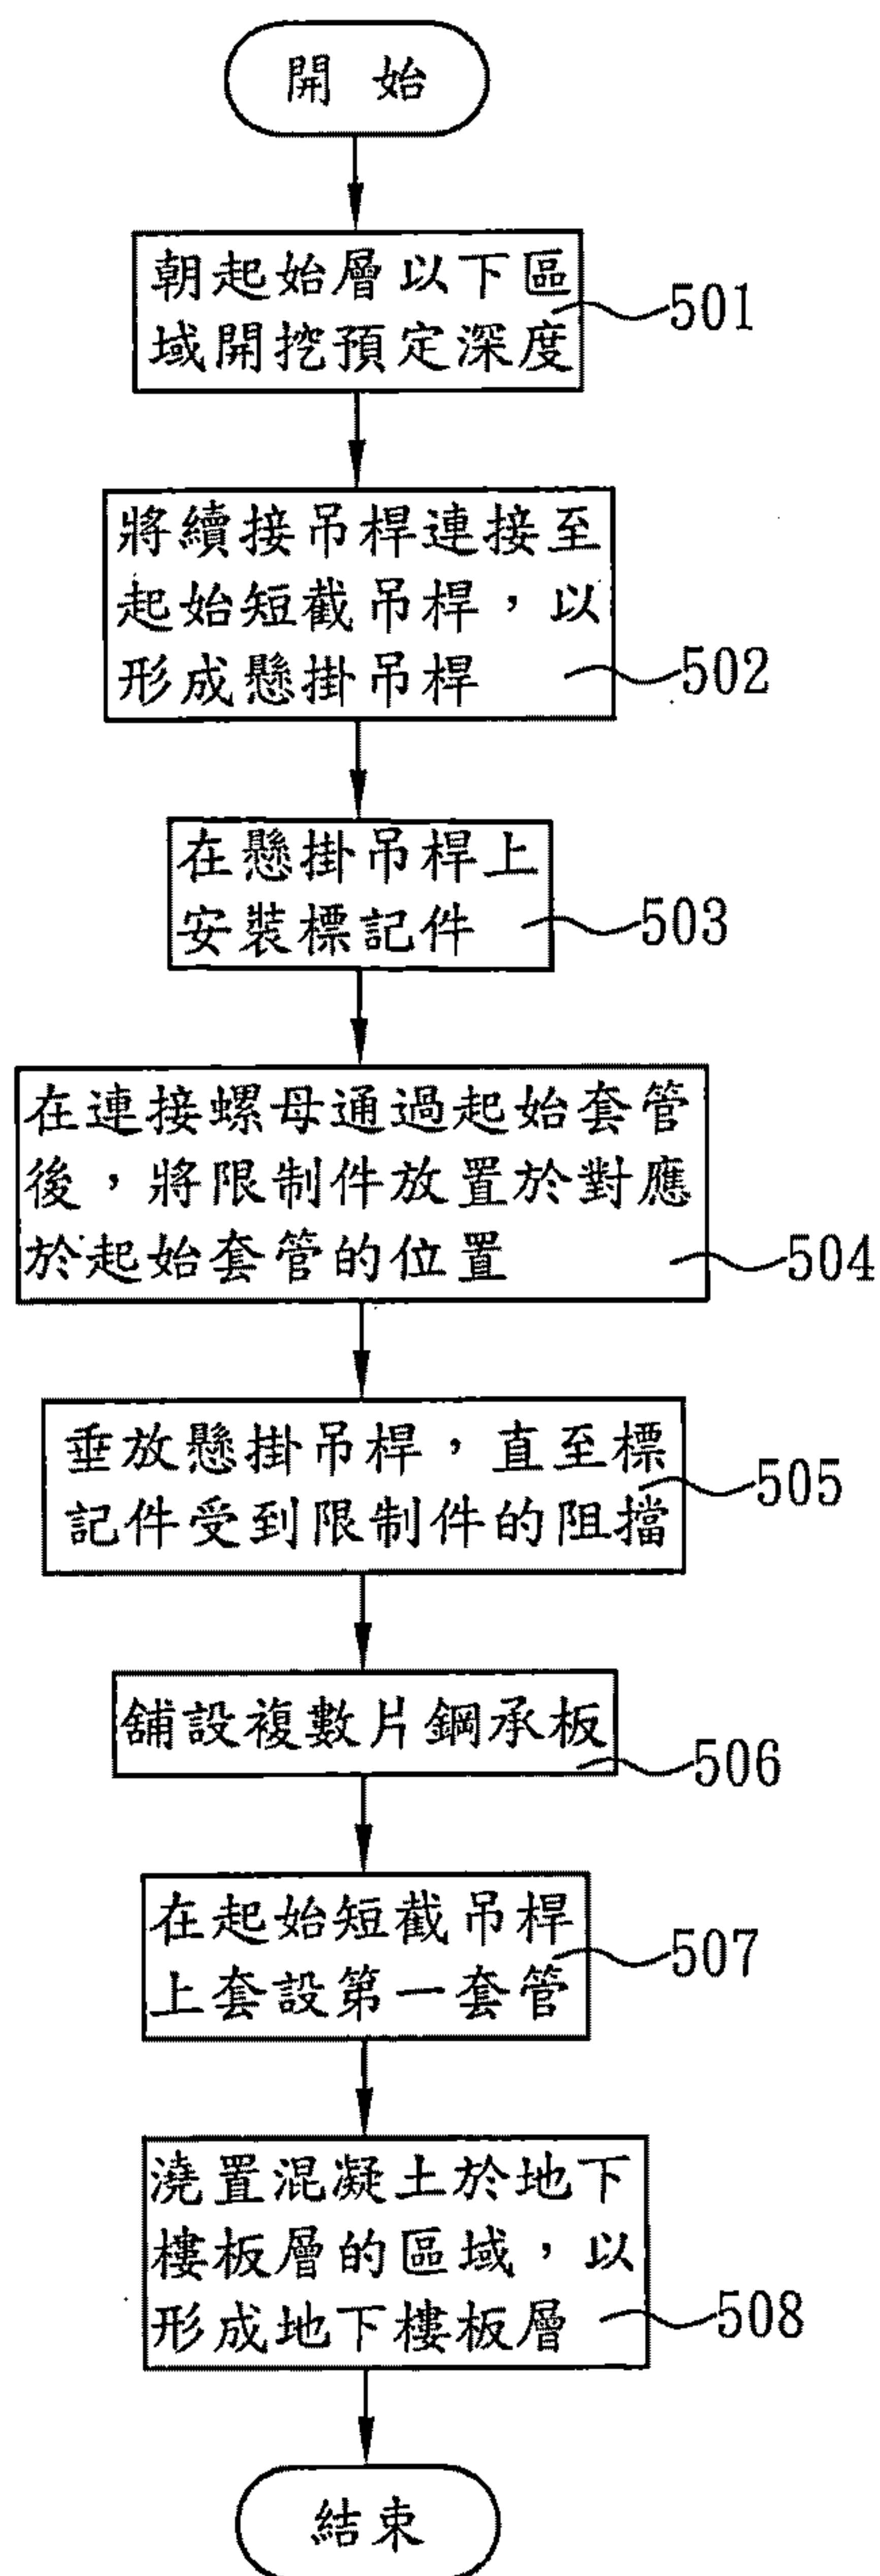 開 始
朝起始層以下區
域開挖預定深度
501
將續接吊桿連接至
起始短截吊桿，以
形成懸掛吊桿
502
在懸掛吊桿上
安裝標記件
503
在連接螺母通過起始套管
後，將限制件放置於對應
於起始套管的位置
504
垂放懸掛吊桿，直至標
記件受到限制件的阻擋
505
舖設複數片鋼承板
506
在起始短截吊桿
上套設第一套管
507
澆置混凝土於地下
樓板層的區域，以
形成地下樓板層
508
結束